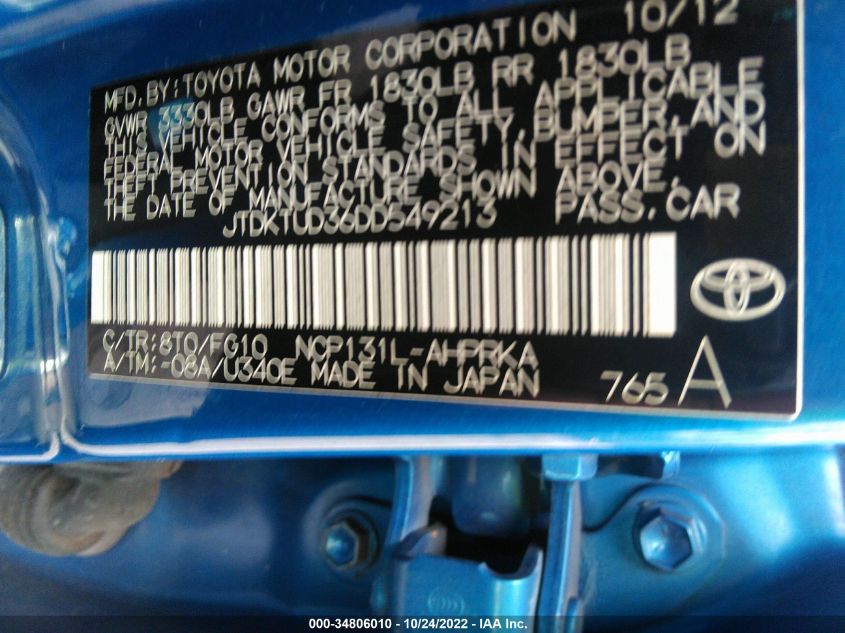 MFD. BY: TOYOTA MOTOR CORPORATION 10/12
GVWR 3330LB GAWR FR 1830LB RR 1830LB
THIS VEHICLE CONFORMS TO ALL APPLICABLE
FEDERAL MOTOR VEHICLE SAFETY, BUMPER, AND
THEFT PREVENTION STANDARDS IN EFFECT ON
THE DATE OF MANUFACTURE SHOWN ABOVE.
JTDKTUD36DD549213 PASS. CAR
C/TR: 8T0/FG10 NCP131L-AHPRKA
A/TM: -08A/U340E MADE IN JAPAN
765 A
000-34806010 - 10/24/2022 - IAA Inc.